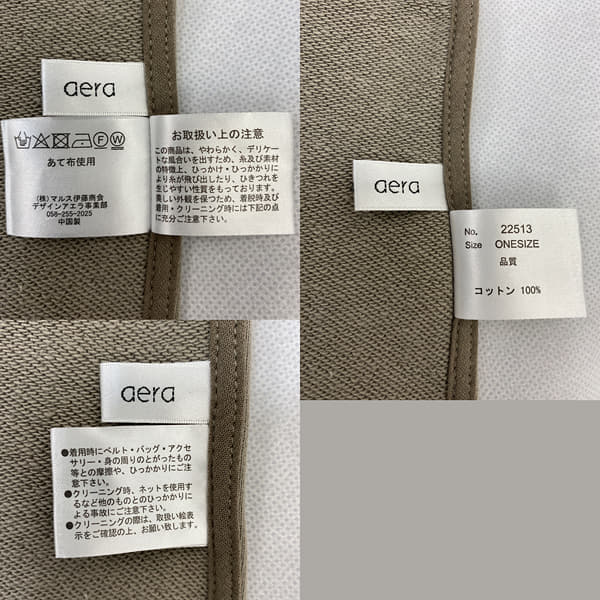 aera
あて布使用
(株)マルス伊藤商会
デザインアエラ事業部
058-255-2025
中国製
お取扱い上の注意
この商品は、やわらかく、デリケー
トな風合いを出すため、糸及び素材
の特徴上、ひっかけ・ひっかかりに
より糸が飛び出したり、ひきつれを
生じやすい性質をもっております。
美しい外観を保つため、着脱時及び
着用・クリーニング時には下記の点
に充分ご注意下さい。
aera
No. 22513
Size ONESIZE
品質
コットン 100%
aera
●着用時にベルト・バッグ・アクセ
サリー・身の周りのとがったもの
等との摩擦や、ひっかかりにご注
意下さい。
●クリーニング時、ネットを使用す
るなど他のものとのひっかかりに
よる事故にご注意下さい。
●クリーニングの際は、取扱い絵表
示をご確認の上、お願い致します。